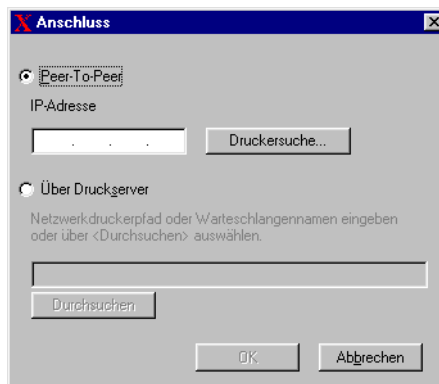 Anschluss
Peer-To-Peer
IP-Adresse
. . .
Druckersuche...
Über Druckserver
Netzwerkdruckerpfad oder Warteschlangennamen eingeben
oder über <Durchsuchen> auswählen.
Durchsuchen
OK
Abbrechen